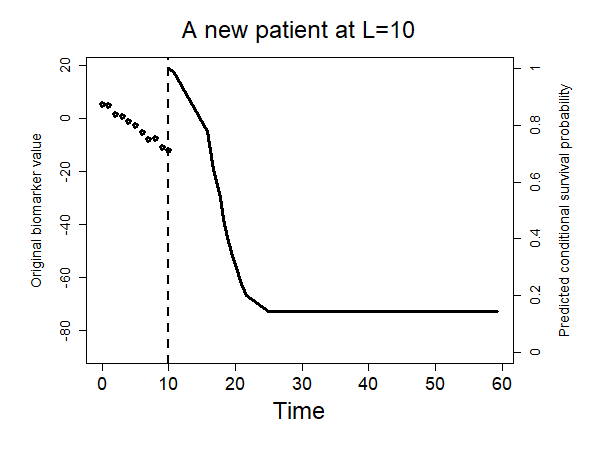 A new patient at L=10
Original biomarker value
20
0
-20
-40
-60
-80
1
0.8
0.6
0.4
0.2
0
Predicted conditional survival probability
0 10 20 30 40 50 60
Time